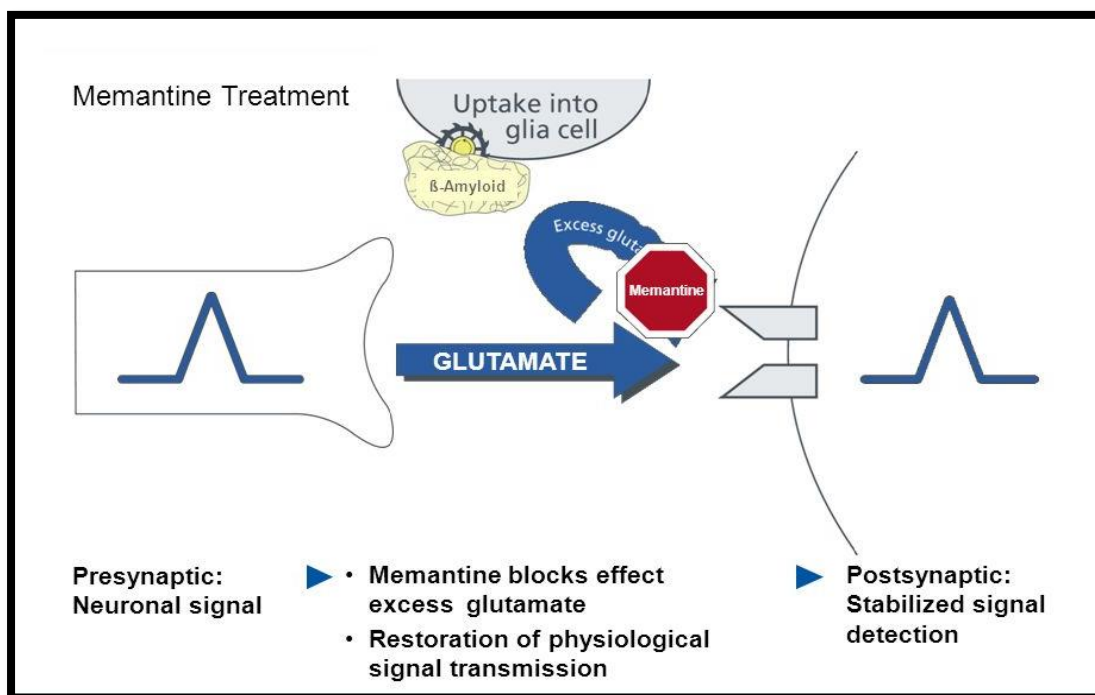 Memantine Treatment
Uptake into
glia cell
ß-Amyloid
Excess
Memantine
GLUTAMATE
Presynaptic:
Neuronal signal
• Memantine blocks effect
excess glutamate
• Restoration of physiological
signal transmission
Postsynaptic:
Stabilized signal
detection